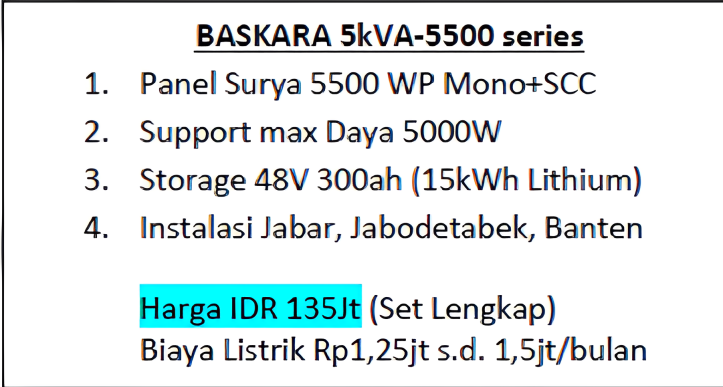 BASKARA 5kVA-5500 series
1. Panel Surya 5500 WP Mono+SCC
2. Support max Daya 5000W
3. Storage 48V 300ah (15kWh Lithium)
4. Instalasi Jabar, Jabodetabek, Banten
Harga IDR 135Jt (Set Lengkap)
Biaya Listrik Rp1,25jt s.d. 1,5jt/bulan